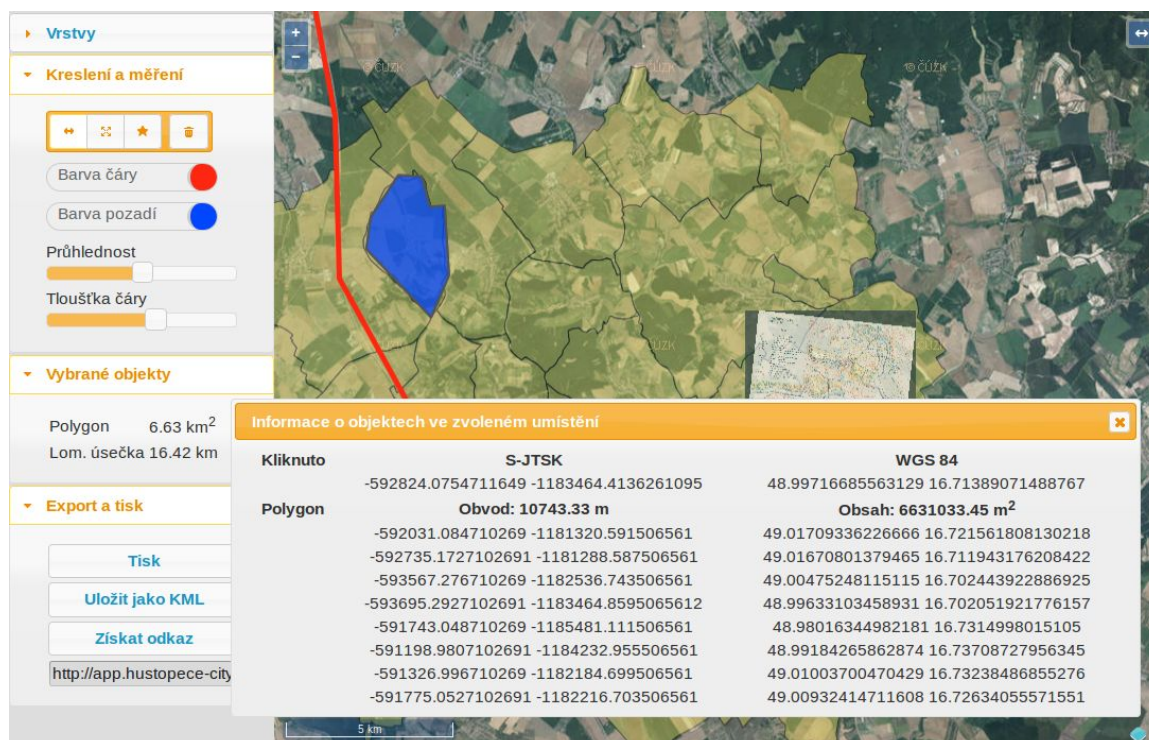 Vrstvy
Kreslení a měření
Barva čáry
Barva pozadí
Průhlednost
Tloušťka čáry
Vybrané objekty
Polygon 6.63 km²
Lom. úsečka 16.42 km
Export a tisk
Tisk
Uložit jako KML
Získat odkaz
http://app.hustopece-city
+
−
© ČÚZK
ČÚZK
© ČÚZK
ČÚZK
ČÚZK
Informace o objektech ve zvoleném umístění
Kliknuto S-JTSK WGS 84
-592824.0754711649 -1183464.4136261095 48.99716685563129 16.71389071488767
Polygon Obvod: 10743.33 m Obsah: 6631033.45 m²
-592031.084710269 -1181320.591506561 49.01709336226666 16.721561808130218
-592735.1727102691 -1181288.587506561 49.01670801379465 16.711943176208422
-593567.276710269 -1182536.743506561 49.00475248115115 16.702443922886925
-593695.2927102691 -1183464.8595065612 48.99633103458931 16.702051921776157
-591743.048710269 -1185481.111506561 48.98016344982181 16.7314998015105
-591198.9807102691 -1184232.955506561 48.99184265862874 16.73708727956345
-591326.996710269 -1182184.699506561 49.01003700470429 16.73238486855276
-591775.0527102691 -1182216.703506561 49.00932414711608 16.72634055571551
5 km